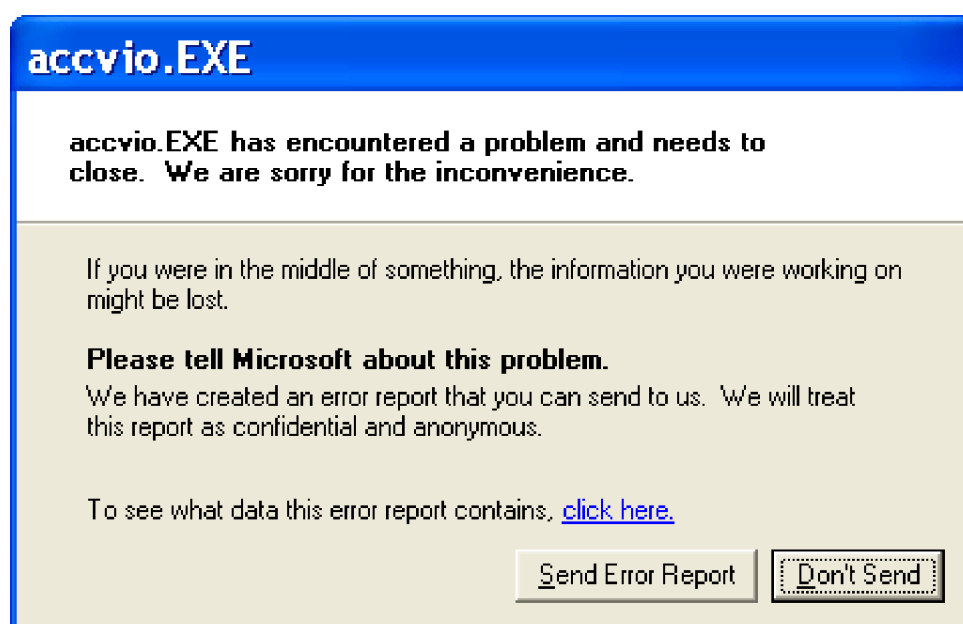 accvio.EXE
accvio.EXE has encountered a problem and needs to
close.  We are sorry for the inconvenience.
If you were in the middle of something, the information you were working on
might be lost.
Please tell Microsoft about this problem.
We have created an error report that you can send to us.  We will treat
this report as confidential and anonymous.
To see what data this error report contains, click here.
Send Error Report
Don't Send